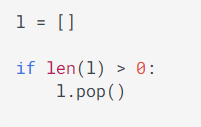 l = []

if len(l) > 0:
    l.pop()